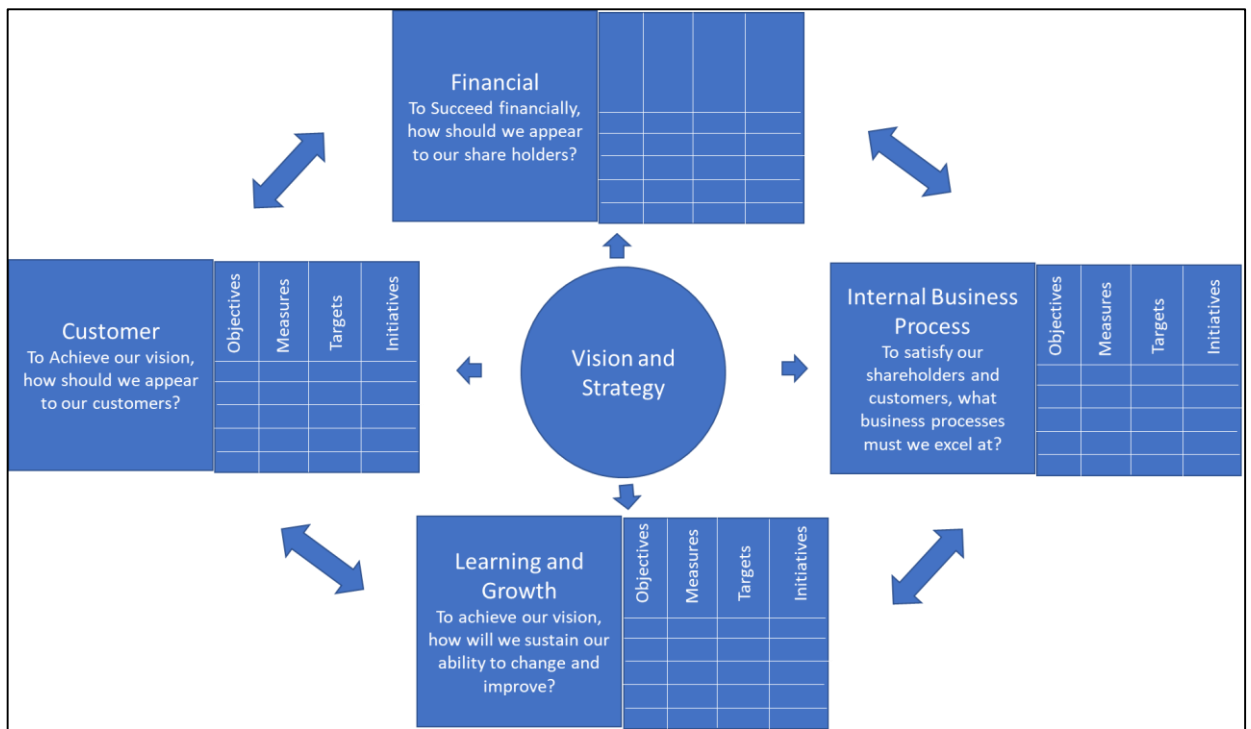 Financial
To Succeed financially,
how should we appear
to our share holders?
Customer
To Achieve our vision,
how should we appear
to our customers?
Objectives
Measures
Targets
Initiatives
Vision and
Strategy
Internal Business
Process
To satisfy our
shareholders and
customers, what
business processes
must we excel at?
Objectives
Measures
Targets
Initiatives
Learning and
Growth
To achieve our vision,
how will we sustain our
ability to change and
improve?
Objectives
Measures
Targets
Initiatives